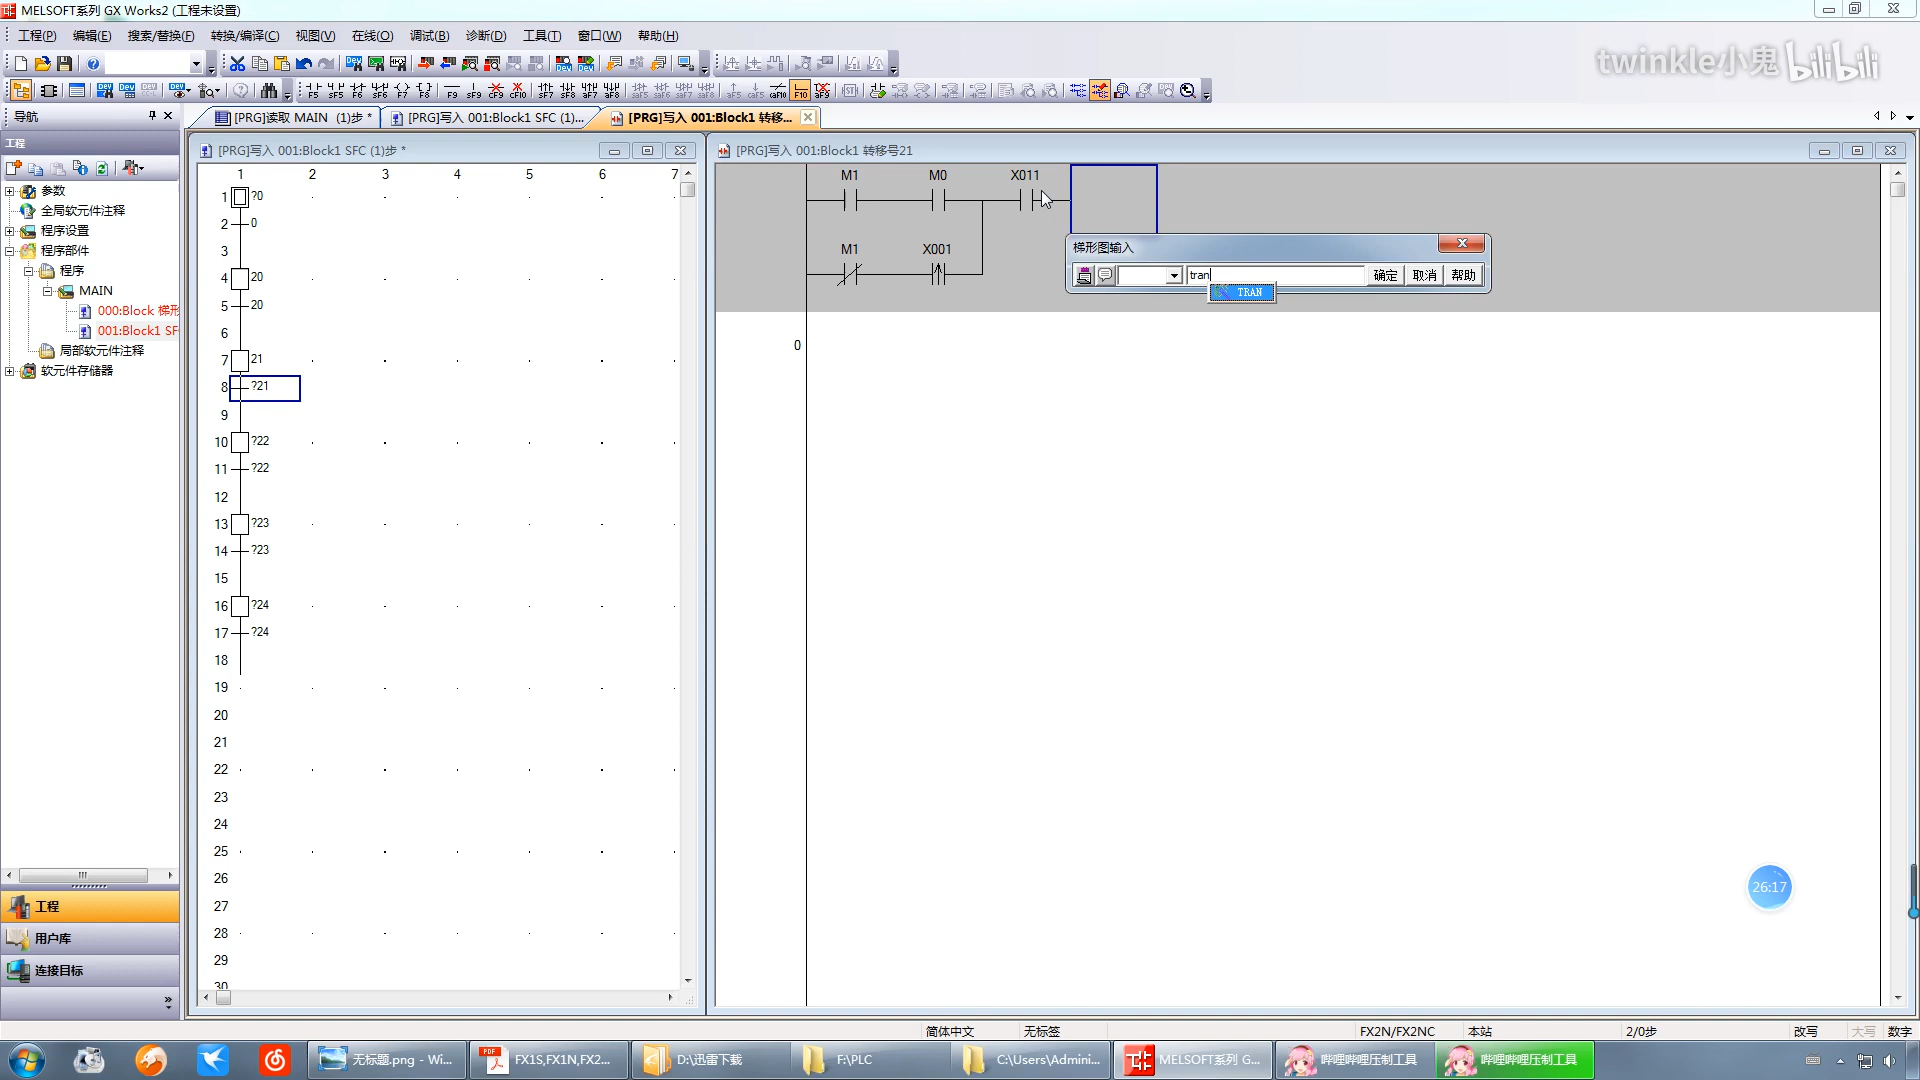 MELSOFT系列 GX Works2 (工程未设置)
twinkle小鬼 bilibili
工程(P) 编辑(E) 搜索/替换(F) 转换/编译(C) 视图(V) 在线(O) 调试(B) 诊断(D) 工具(T) 窗口(W) 帮助(H)
导航
[PRG]读取 MAIN (1)步 *
[PRG]写入 001:Block1 SFC (1)...
[PRG]写入 001:Block1 转移...
工程
参数
全局软元件注释
程序设置
程序部件
程序
MAIN
000:Block 梯形
001:Block1 SF
局部软元件注释
软元件存储器
工程
用户库
连接目标
[PRG]写入 001:Block1 SFC (1)步 *
1 2 3 4 5 6 7
1 ?0
2 0
3
4 20
5 20
6
7 21
8 ?21
9
10 ?22
11 ?22
12
13 ?23
14 ?23
15
16 ?24
17 ?24
18
19
20
21
22
23
24
25
26
27
28
29
30
[PRG]写入 001:Block1 转移号21
M1 M0 X011
M1 X001
0
梯形图输入
tran
确定 取消 帮助
TRAN
26:17
简体中文 无标签 FX2N/FX2NC 本站 2/0步 改写 大写 数字
无标题.png - Wi...
FX1S,FX1N,FX2...
D:\迅雷下载
F:\PLC
C:\Users\Admini...
MELSOFT系列 G...
哔哩哔哩压制工具
哔哩哔哩压制工具